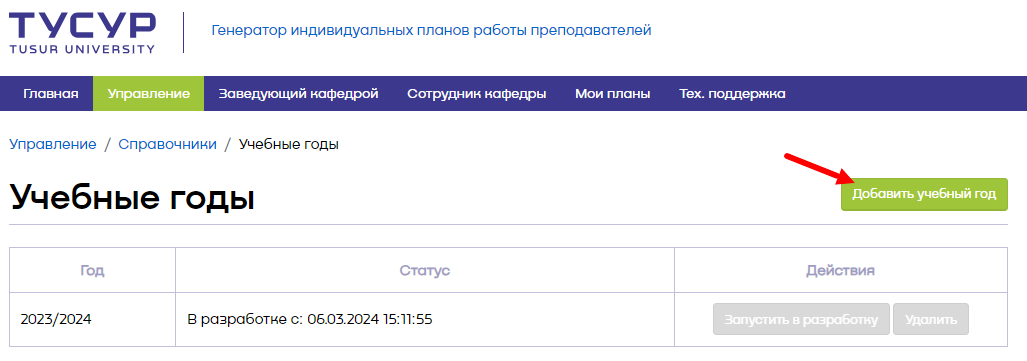 ТУСУР
TUSUR UNIVERSITY
Генератор индивидуальных планов работы преподавателей
Главная Управление Заведующий кафедрой Сотрудник кафедры Мои планы Тех. поддержка
Управление / Справочники / Учебные годы
Учебные годы
Добавить учебный год
Год Статус Действия
2023/2024 В разработке с: 06.03.2024 15:11:55 Запустить в разработку Удалить